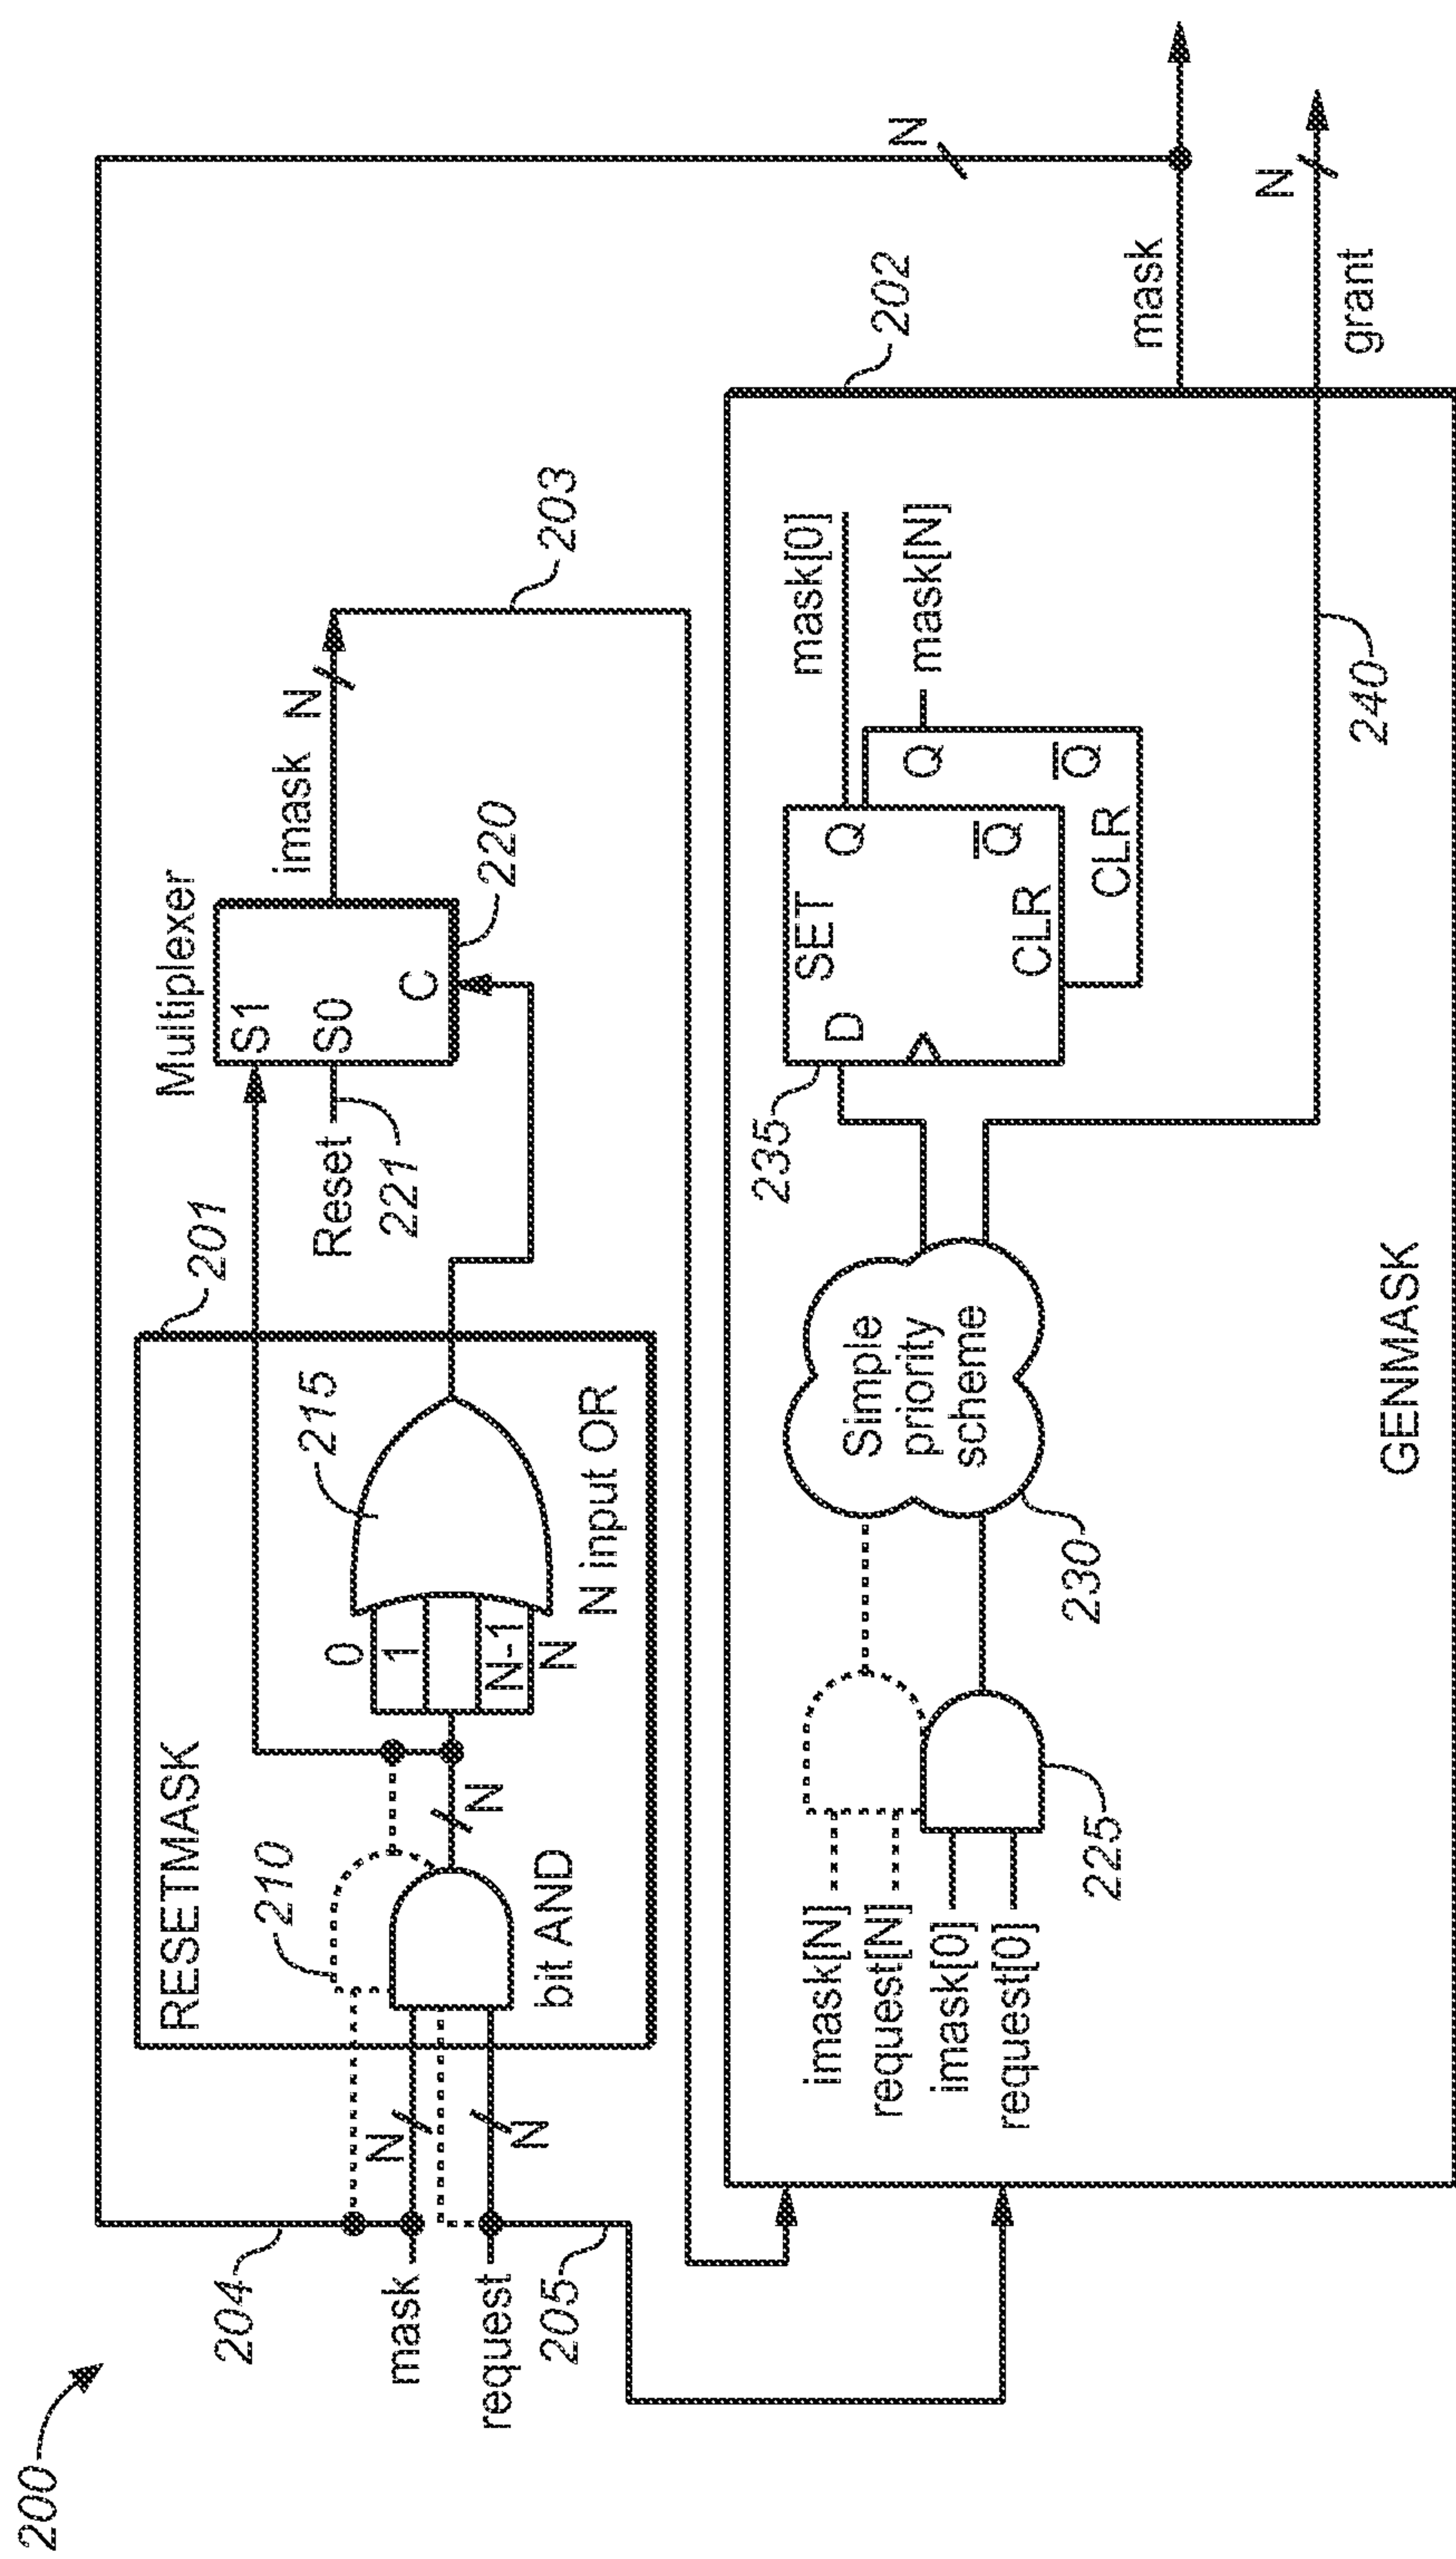 200
204
mask
request
205
N
N
RESETMASK
210
bit AND
N
0
1
N-1
N
215
N input OR
201
Multiplexer
S1
S0
C
Reset
221
220
imask
N
203
N
imask[N]
request[N]
imask[0]
request[0]
225
Simple
priority
scheme
230
235
D
SET
Q
Q
CLR
Q
Q
CLR
mask[0]
mask[N]
240
GENMASK
202
mask
grant
N